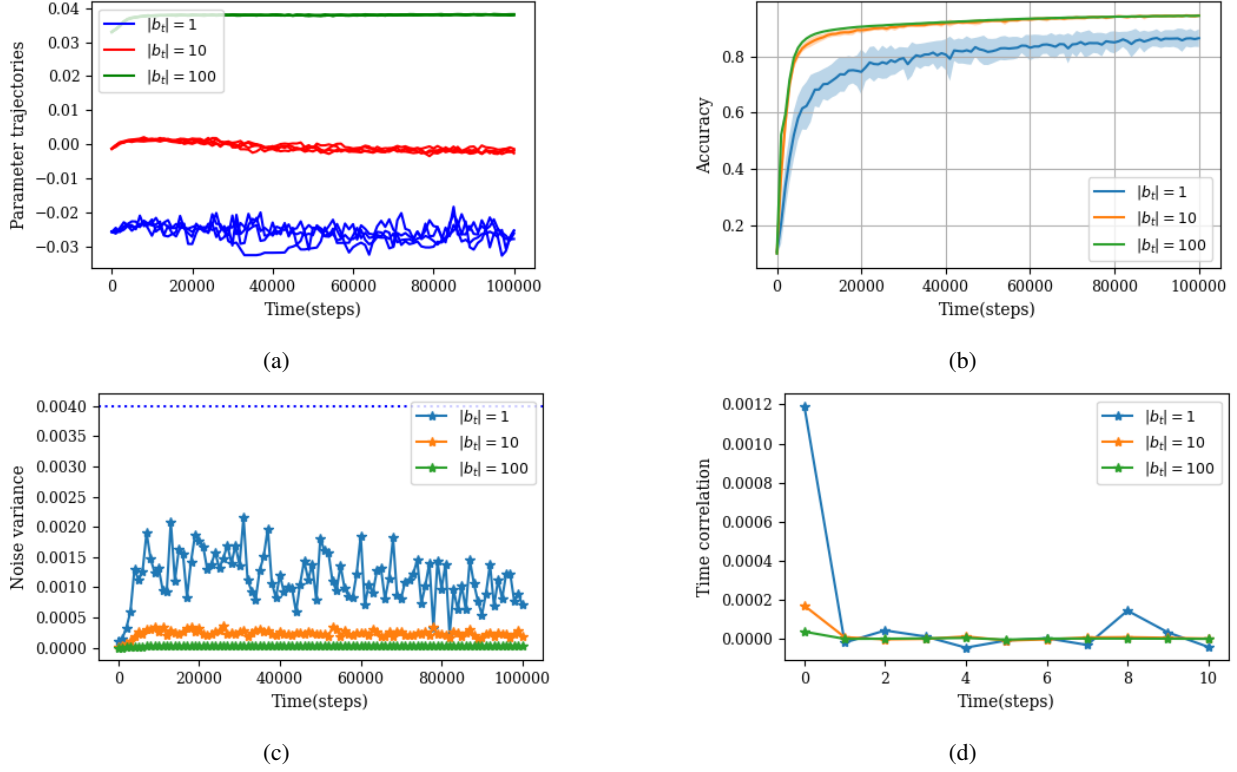 0.04
0.03
0.02
0.01
0.00
−0.01
−0.02
−0.03
Parameter trajectories
|b_t| = 1
|b_t| = 10
|b_t| = 100
0 20000 40000 60000 80000 100000
Time(steps)
(a)
0.8
0.6
0.4
0.2
Accuracy
|b_t| = 1
|b_t| = 10
|b_t| = 100
0 20000 40000 60000 80000 100000
Time(steps)
(b)
0.0040
0.0035
0.0030
0.0025
0.0020
0.0015
0.0010
0.0005
0.0000
Noise variance
|b_t| = 1
|b_t| = 10
|b_t| = 100
0 20000 40000 60000 80000 100000
Time(steps)
(c)
0.0012
0.0010
0.0008
0.0006
0.0004
0.0002
0.0000
Time correlation
|b_t| = 1
|b_t| = 10
|b_t| = 100
0 2 4 6 8 10
Time(steps)
(d)